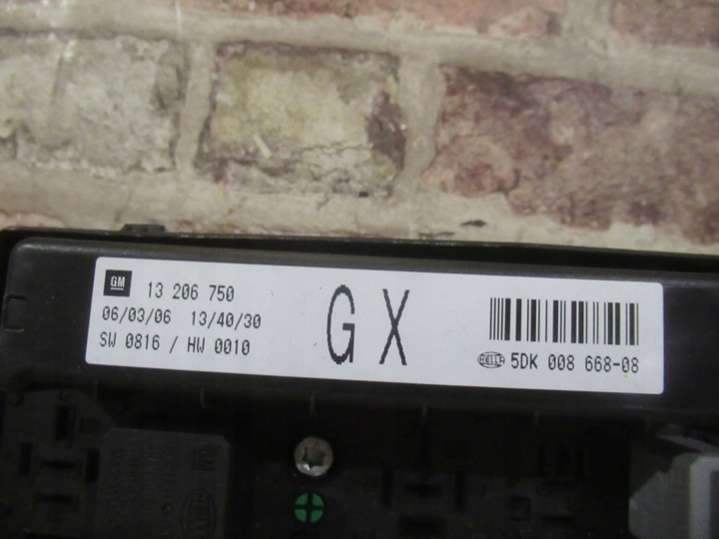 GM 13 206 750
06/03/06 13/40/30
SW 0816 / HW 0010
GX
HELLA 5DK 008 668-08